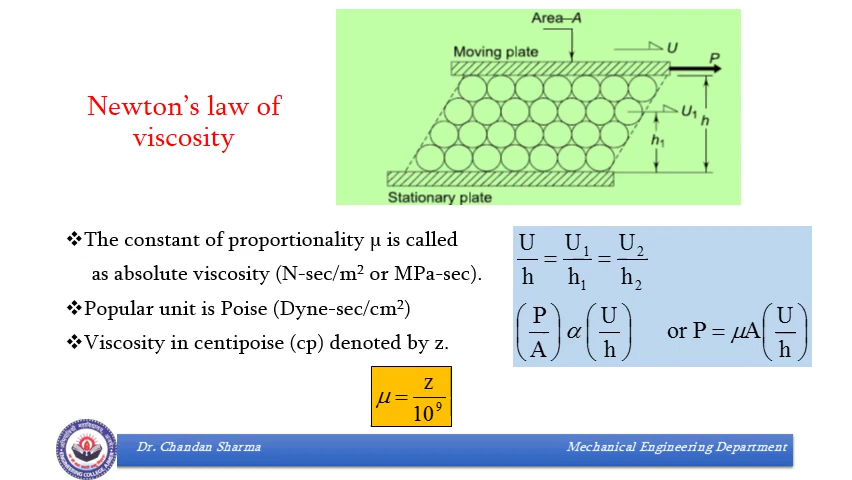 Area–A
U
Moving plate
P
U₁
h
h₁
Stationary plate
Newton's law of
viscosity
❖The constant of proportionality µ is called
as absolute viscosity (N-sec/m² or MPa-sec).
❖Popular unit is Poise (Dyne-sec/cm²)
❖Viscosity in centipoise (cp) denoted by z.
U/h = U₁/h₁ = U₂/h₂
(P/A) α (U/h) or P = µA(U/h)
µ = z/10⁹
Dr. Chandan Sharma
Mechanical Engineering Department